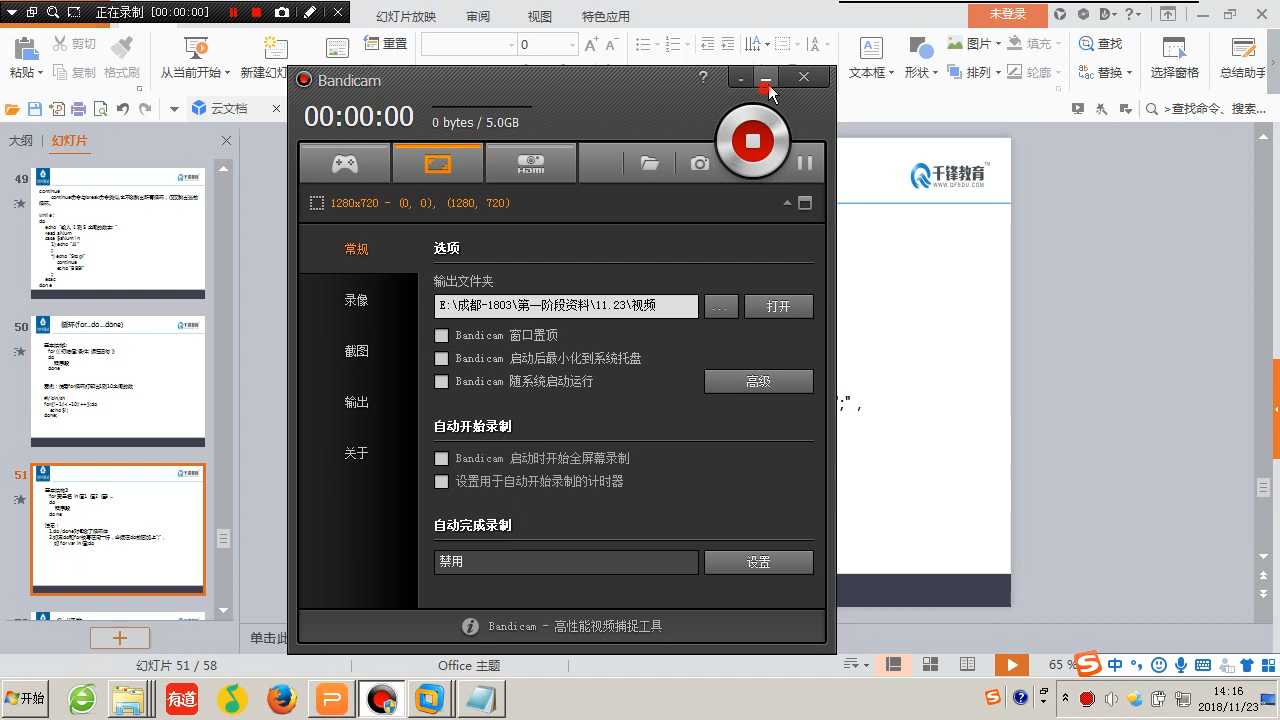 正在录制 [00:00:00]
幻灯片放映 审阅 视图 特色应用
未登录
剪切
重置
0
图片
填充
查找
粘贴
复制
格式刷
从当前开始
新建幻灯
文本框
形状
排列
轮廓
替换
选择窗格
总结助手
云文档
>查找命令、搜索...
Bandicam
00:00:00
0 bytes / 5.0GB
HDMI
1280x720 - (0, 0), (1280, 720)
常规
录像
截图
输出
关于
选项
输出文件夹
E:\成都-1803\第一阶段资料\11.23\视频
...
打开
Bandicam 窗口置顶
Bandicam 启动后最小化到系统托盘
Bandicam 随系统启动运行
高级
自动开始录制
Bandicam 启动时开始全屏幕录制
设置用于自动开始录制的计时器
自动完成录制
禁用
设置
Bandicam - 高性能视频捕捉工具
大纲 幻灯片
49
continue
50
循环(for...do...done)
do
done
51
do
done
千锋教育
WWW.QFEDU.COM
;" ,
单击此
幻灯片 51 / 58
Office 主题
65 %
中
开始
有道
14:16
2018/11/23